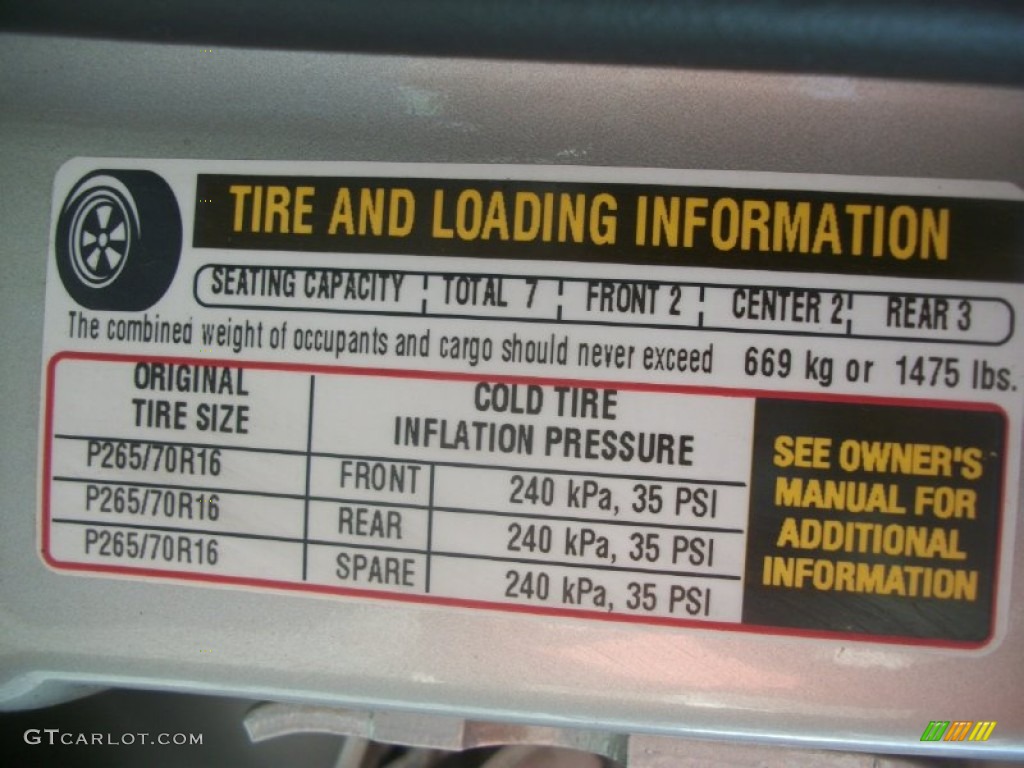 TIRE AND LOADING INFORMATION
SEATING CAPACITY TOTAL 7 FRONT 2 CENTER 2 REAR 3
The combined weight of occupants and cargo should never exceed 669 kg or 1475 lbs.
ORIGINAL
TIRE SIZE
COLD TIRE
INFLATION PRESSURE
P265/70R16 FRONT 240 kPa, 35 PSI
P265/70R16 REAR 240 kPa, 35 PSI
P265/70R16 SPARE 240 kPa, 35 PSI
SEE OWNER'S
MANUAL FOR
ADDITIONAL
INFORMATION
GTCARLOT.COM